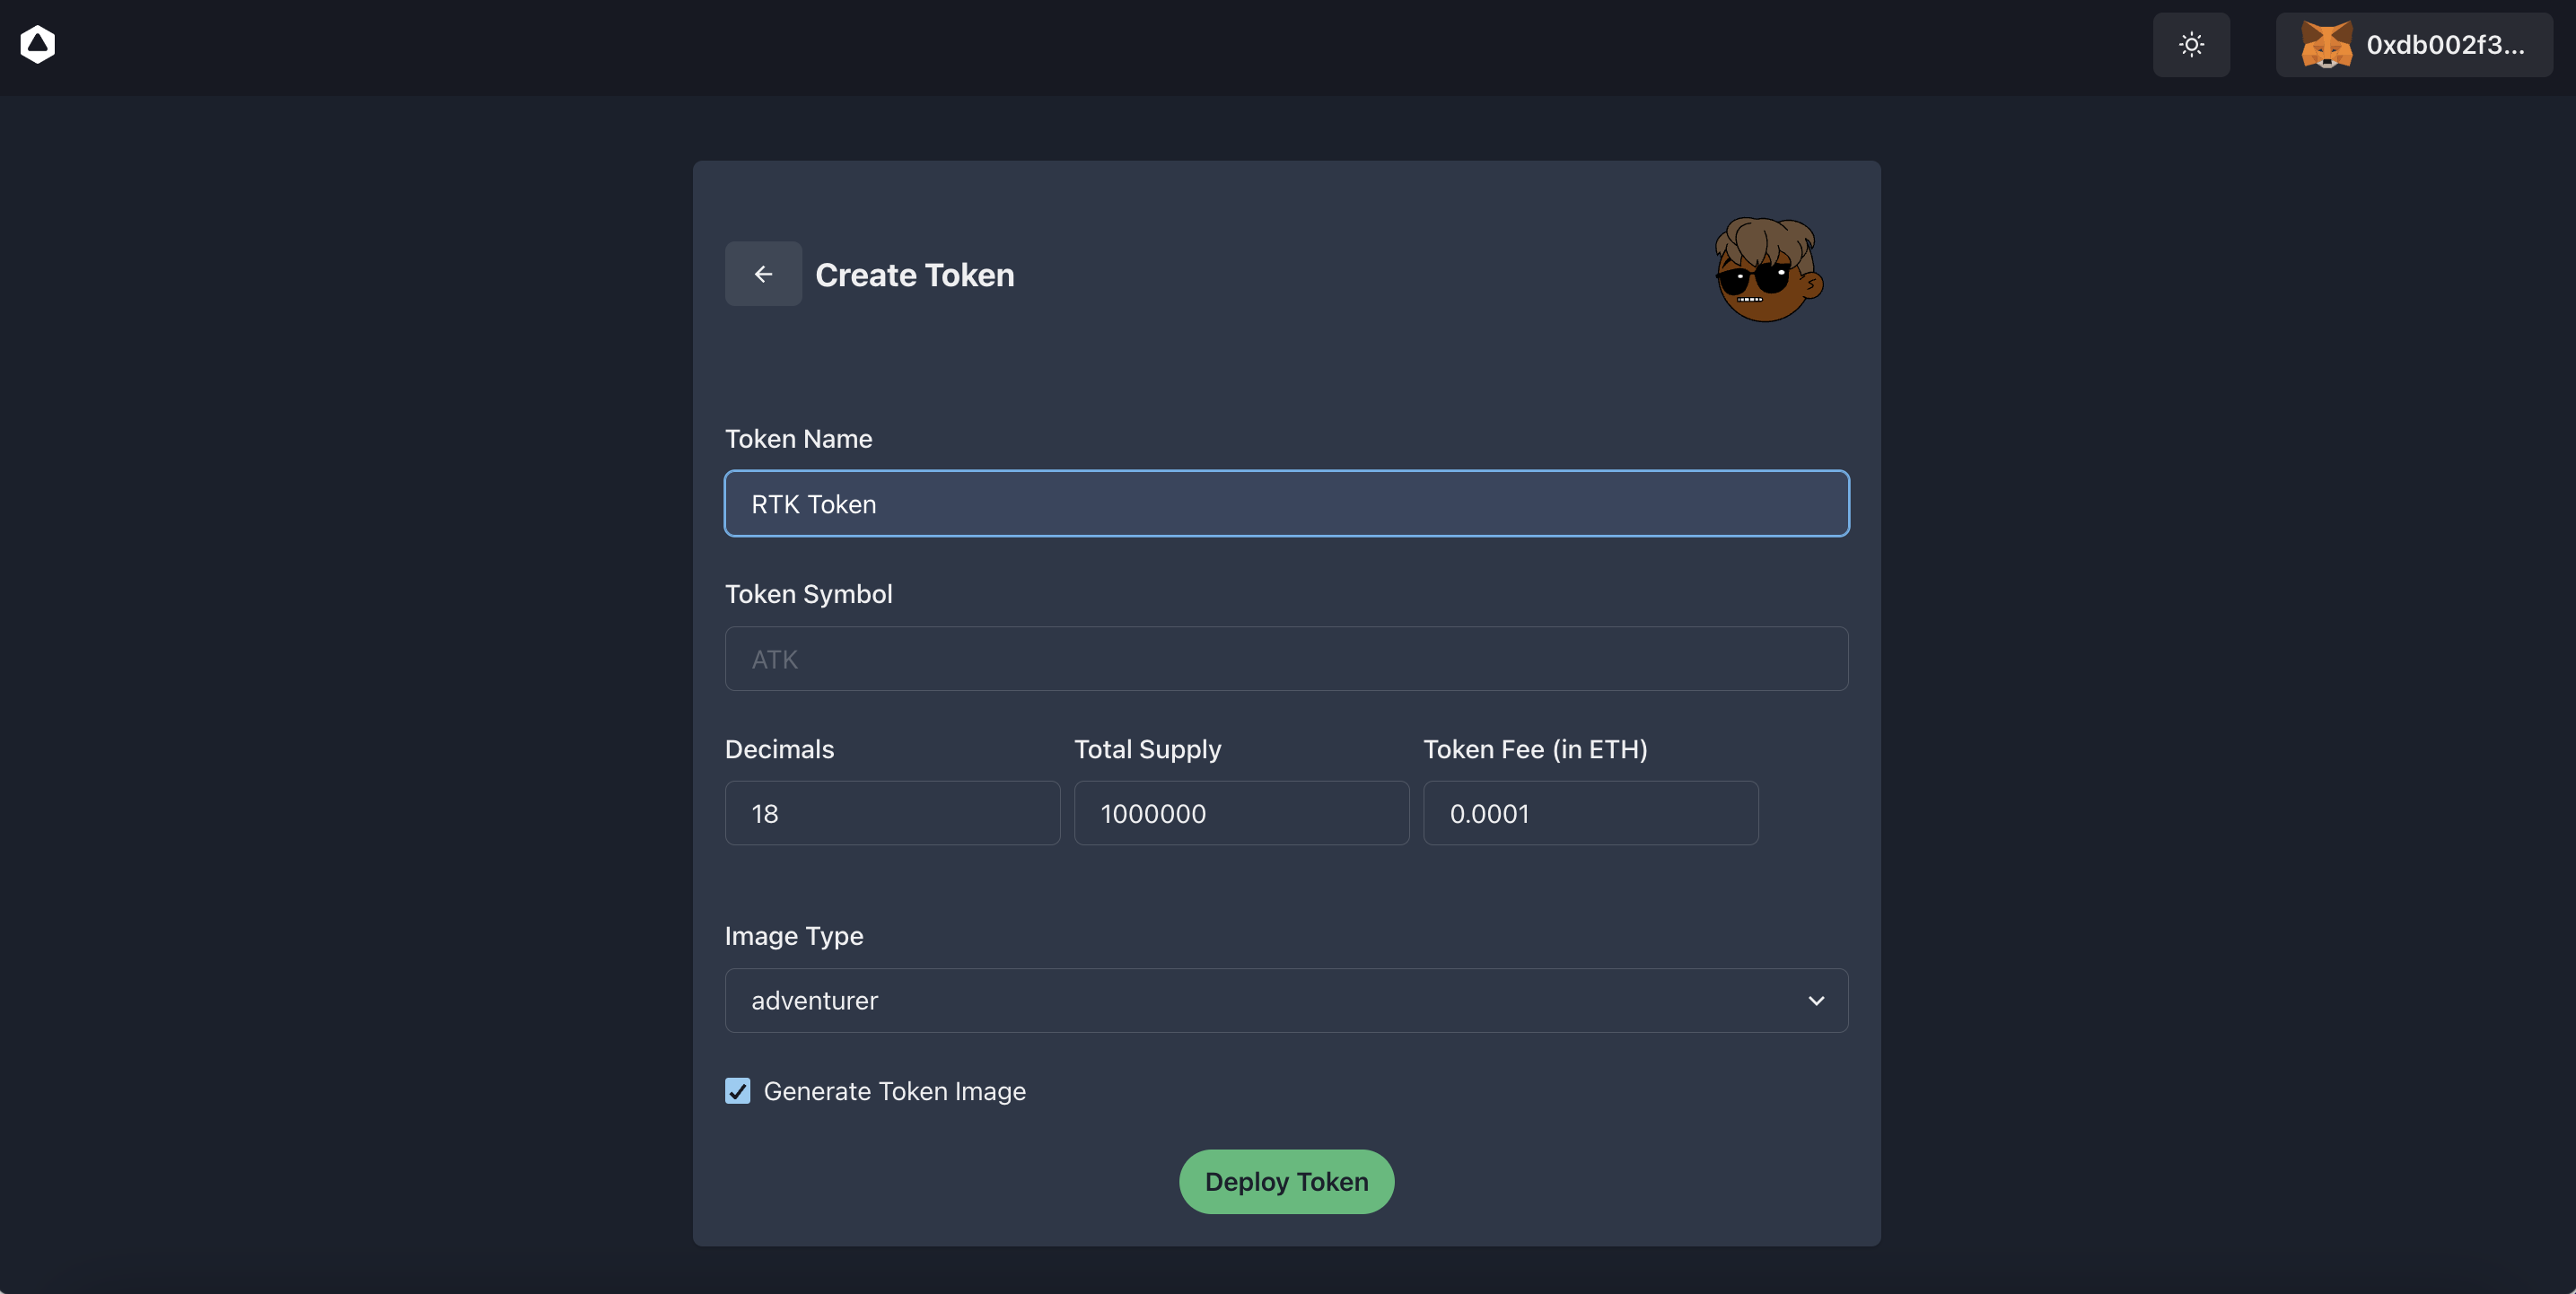 0xdb002f3...
Create Token
Token Name
RTK Token
Token Symbol
ATK
Decimals Total Supply Token Fee (in ETH)
18 1000000 0.0001
Image Type
adventurer
Generate Token Image
Deploy Token